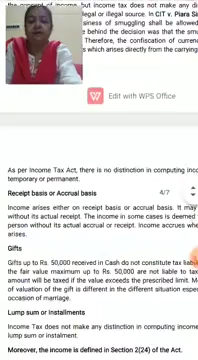 the concept of income but income tax does not make any di
legal or illegal source. In CIT v. Piara Si
siness of smuggling shall be allowed
e behind the decision was that the smu
Therefore, the confiscation of curren
s which arises directly from the carrying
W Edit with WPS Office
As per Income Tax Act, there is no distinction in computing inco
temporary or permanent.
Receipt basis or Accrual basis 4/7
Income arises either on receipt basis or accrual basis. It may
without its actual receipt. The income in some cases is deemed
person without its actual accrual or receipt. Income accrues whe
arises.
Gifts
Gifts up to Rs. 50,000 received in Cash do not constitute tax liabi
the fair value maximum up to Rs. 50,000 are not liable to tax
amount will be taxed if the value exceeds the prescribed limit. M
of valuation of the gift is different in the different situation espec
occasion of marriage.
Lump sum or Installments
Income Tax does not make any distinction in computing income
lump sum or instalment.
Moreover, the income is defined in Section 2(24) of the Act.